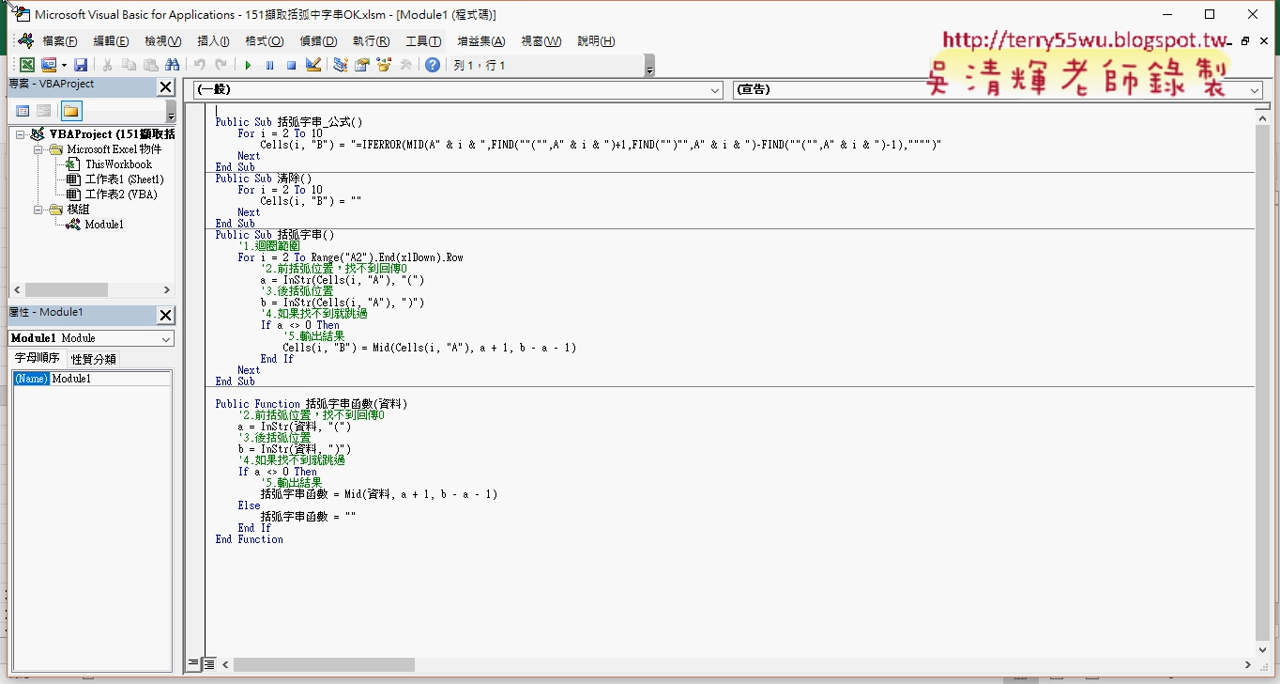 Microsoft Visual Basic for Applications - 151擷取括弧中字串OK.xlsm - [Module1 (程式碼)]
檔案(F) 編輯(E) 檢視(V) 插入(I) 格式(O) 偵錯(D) 執行(R) 工具(T) 增益集(A) 視窗(W) 說明(H)
http://terry55wu.blogspot.tw
吳清輝老師錄製
列 1，行 1
專案 - VBAProject
(一般)
(宣告)
VBAProject (151擷取括
Microsoft Excel 物件
ThisWorkbook
工作表1 (Sheet1)
工作表2 (VBA)
模組
Module1
屬性 - Module1
Module1 Module
字母順序 性質分類
(Name) Module1
Public Sub 括弧字串_公式()
For i = 2 To 10
Cells(i, "B") = "=IFERROR(MID(A" & i & ",FIND(""("",A" & i & ")+1,FIND("")"",A" & i & ")-FIND(""("",A" & i & ")-1),"""")"
Next
End Sub
Public Sub 清除()
For i = 2 To 10
Cells(i, "B") = ""
Next
End Sub
Public Sub 括弧字串()
'1.迴圈範圍
For i = 2 To Range("A2").End(xlDown).Row
'2.前括弧位置，找不到回傳0
a = InStr(Cells(i, "A"), "(")
'3.後括弧位置
b = InStr(Cells(i, "A"), ")")
'4.如果找不到就跳過
If a <> 0 Then
'5.輸出結果
Cells(i, "B") = Mid(Cells(i, "A"), a + 1, b - a - 1)
End If
Next
End Sub
Public Function 括弧字串函數(資料)
'2.前括弧位置，找不到回傳0
a = InStr(資料, "(")
'3.後括弧位置
b = InStr(資料, ")")
'4.如果找不到就跳過
If a <> 0 Then
'5.輸出結果
括弧字串函數 = Mid(資料, a + 1, b - a - 1)
Else
括弧字串函數 = ""
End If
End Function